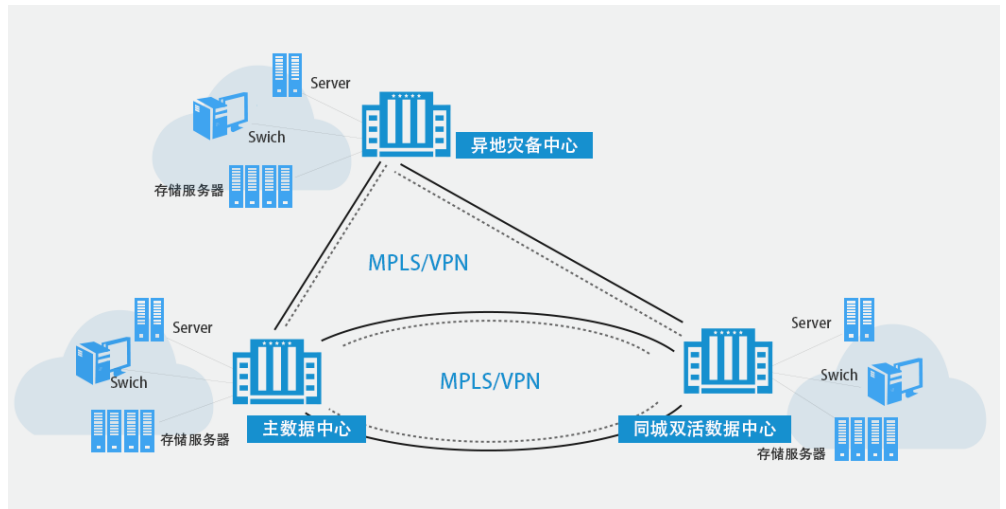 Server
Swich
异地灾备中心
存储服务器
MPLS/VPN
Server
Swich
主数据中心
存储服务器
MPLS/VPN
Server
Swich
同城双活数据中心
存储服务器